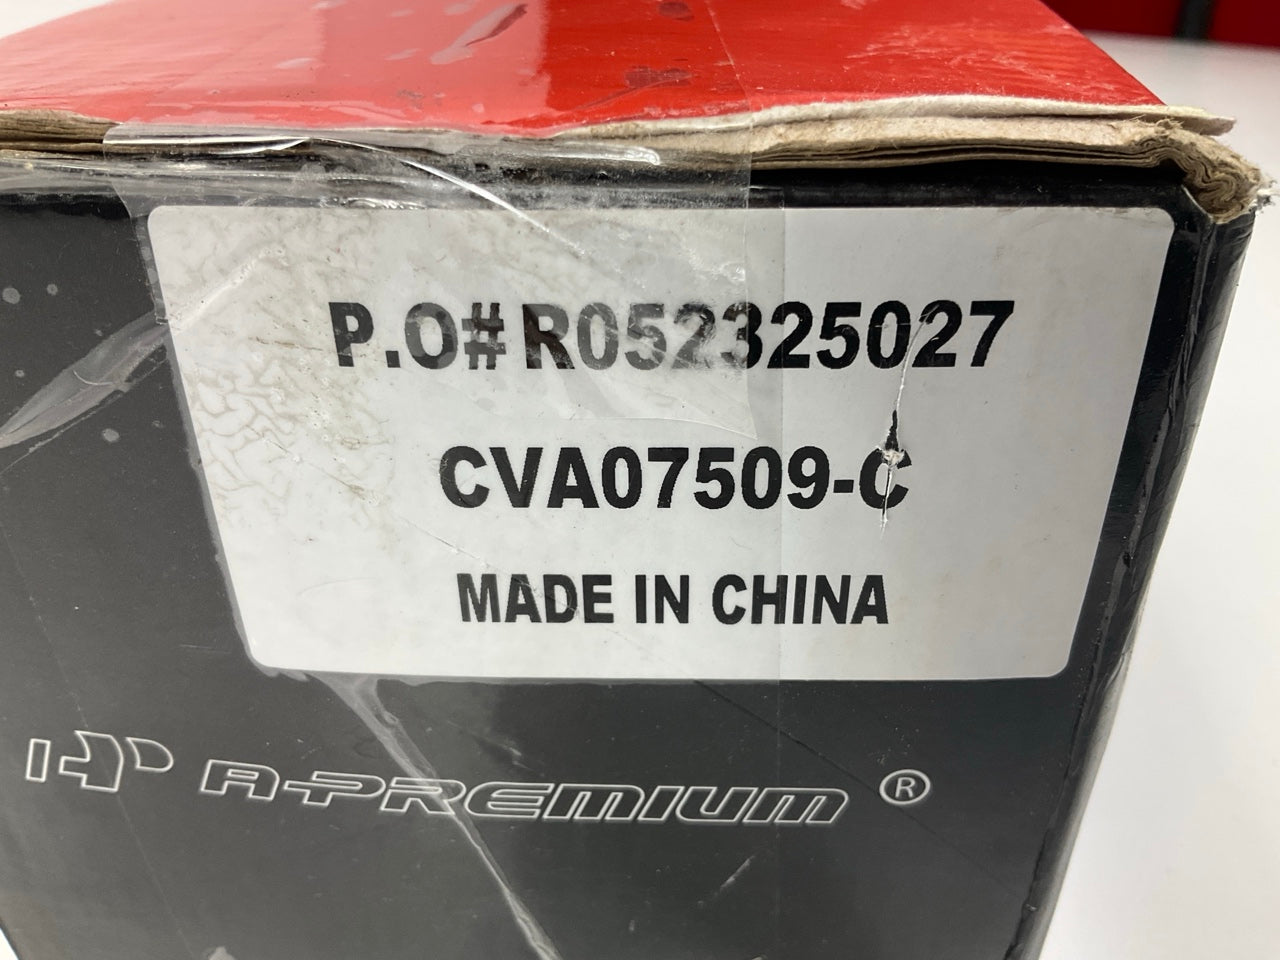 P.O# R052325027
CVA07509-C
MADE IN CHINA
A-PREMIUM ®